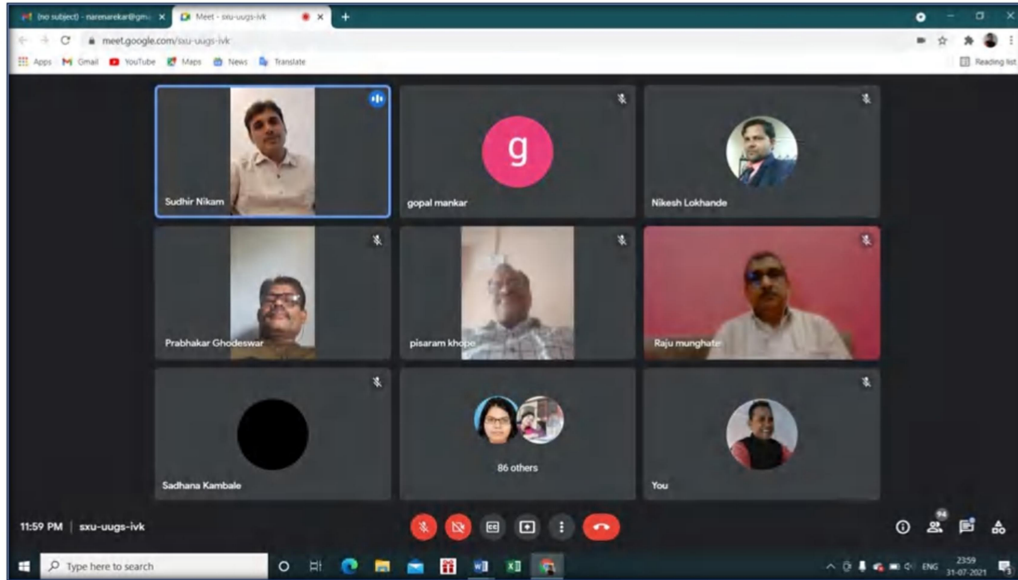 (no subject) - narenarekar@gm
Meet - sxu-uugs-ivk
meet.google.com/sxu-uugs-ivk
Apps Gmail YouTube Maps News Translate
Reading list
Sudhir Nikam
g
gopal mankar
Nikesh Lokhande
Prabhakar Ghodeswar
pisaram khope
Raju munghate
Sadhana Kambale
86 others
You
11:59 PM | sxu-uugs-ivk
CC
94
Type here to search
ENG
23:59
31-07-2021